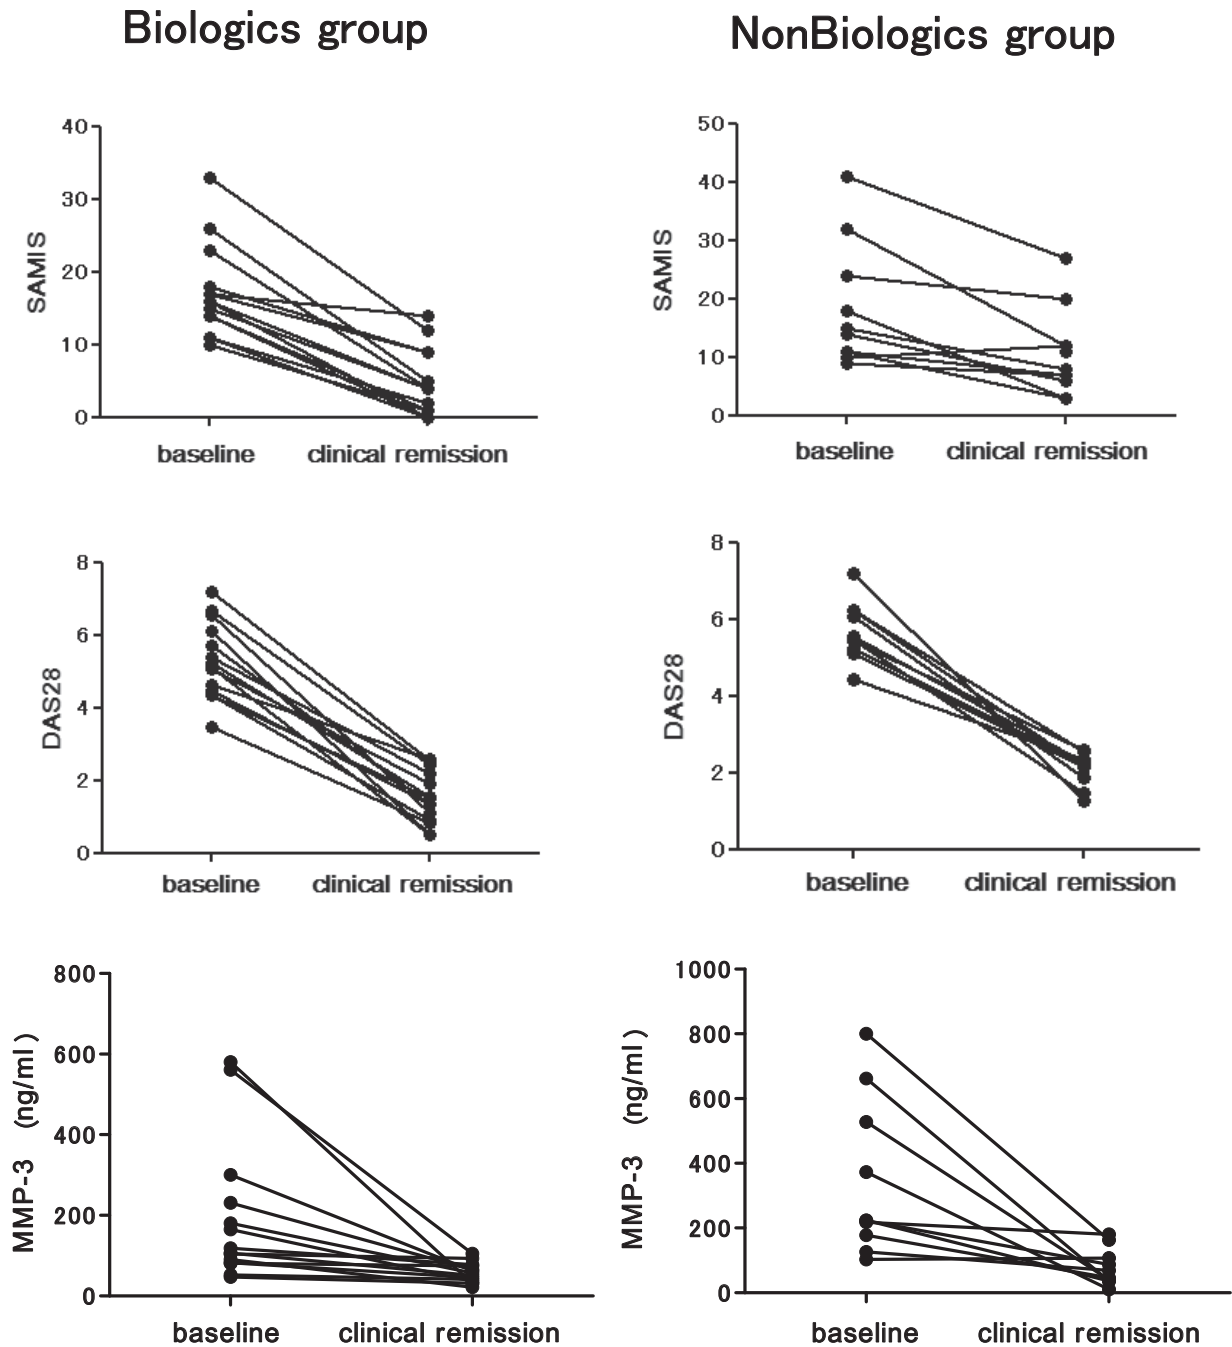 Biologics group
NonBiologics group
40
30
20
10
0
SAMIS
baseline
clinical remission
50
40
30
20
10
0
SAMIS
baseline
clinical remission
8
6
4
2
0
DAS28
baseline
clinical remission
8
6
4
2
0
DAS28
baseline
clinical remission
800
600
400
200
0
MMP-3 (ng/ml)
baseline
clinical remission
1000
800
600
400
200
0
MMP-3 (ng/ml)
baseline
clinical remission